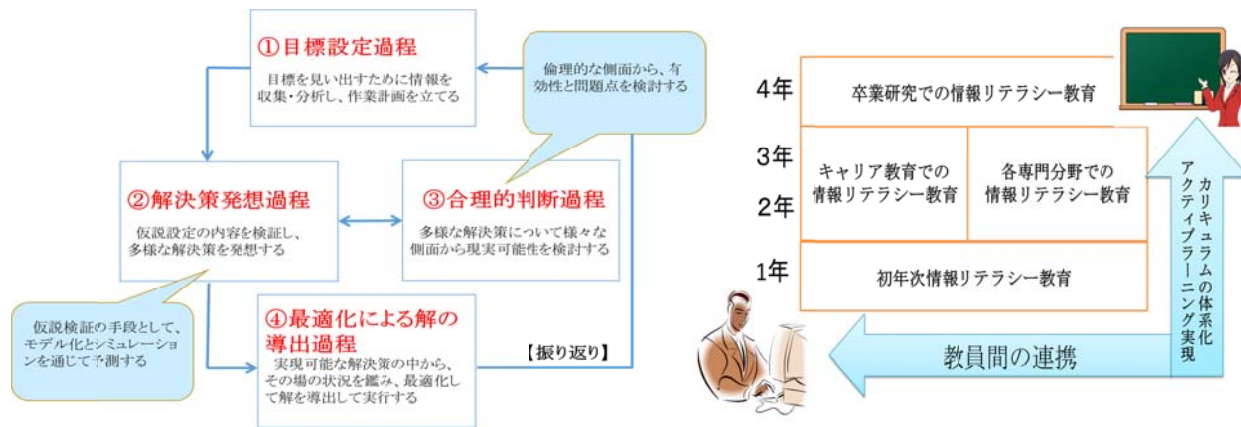 ①目標設定過程
目標を見い出すために情報を
収集・分析し、作業計画を立てる
倫理的な側面から、有
効性と問題点を検討する
②解決策発想過程
仮説設定の内容を検証し、
多様な解決策を発想する
③合理的判断過程
多様な解決策について様々な
側面から現実可能性を検討する
仮説検証の手段として、
モデル化とシミュレーショ
ンを通じて予測する
④最適化による解の
導出過程
実現可能な解決策の中から、
その場の状況を鑑み、最適化し
て解を導出して実行する
【振り返り】
4年
卒業研究での情報リテラシー教育
3年
2年
キャリア教育での
情報リテラシー教育
各専門分野での
情報リテラシー教育
1年
初年次情報リテラシー教育
教員間の連携
カリキュラムの体系化
アクティブラーニング実現